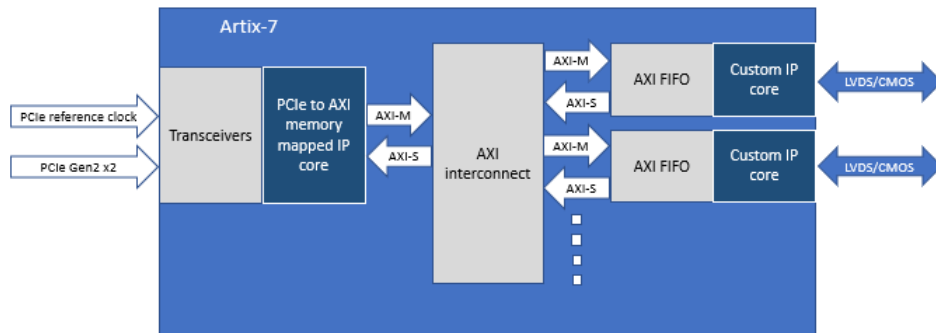 Artix-7
PCIe reference clock
PCIe Gen2 x2
Transceivers
PCIe to AXI
memory
mapped IP
core
AXI-M
AXI-S
AXI
interconnect
AXI-M
AXI-S
AXI-M
AXI-S
AXI FIFO
Custom IP
core
LVDS/CMOS
AXI FIFO
Custom IP
core
LVDS/CMOS